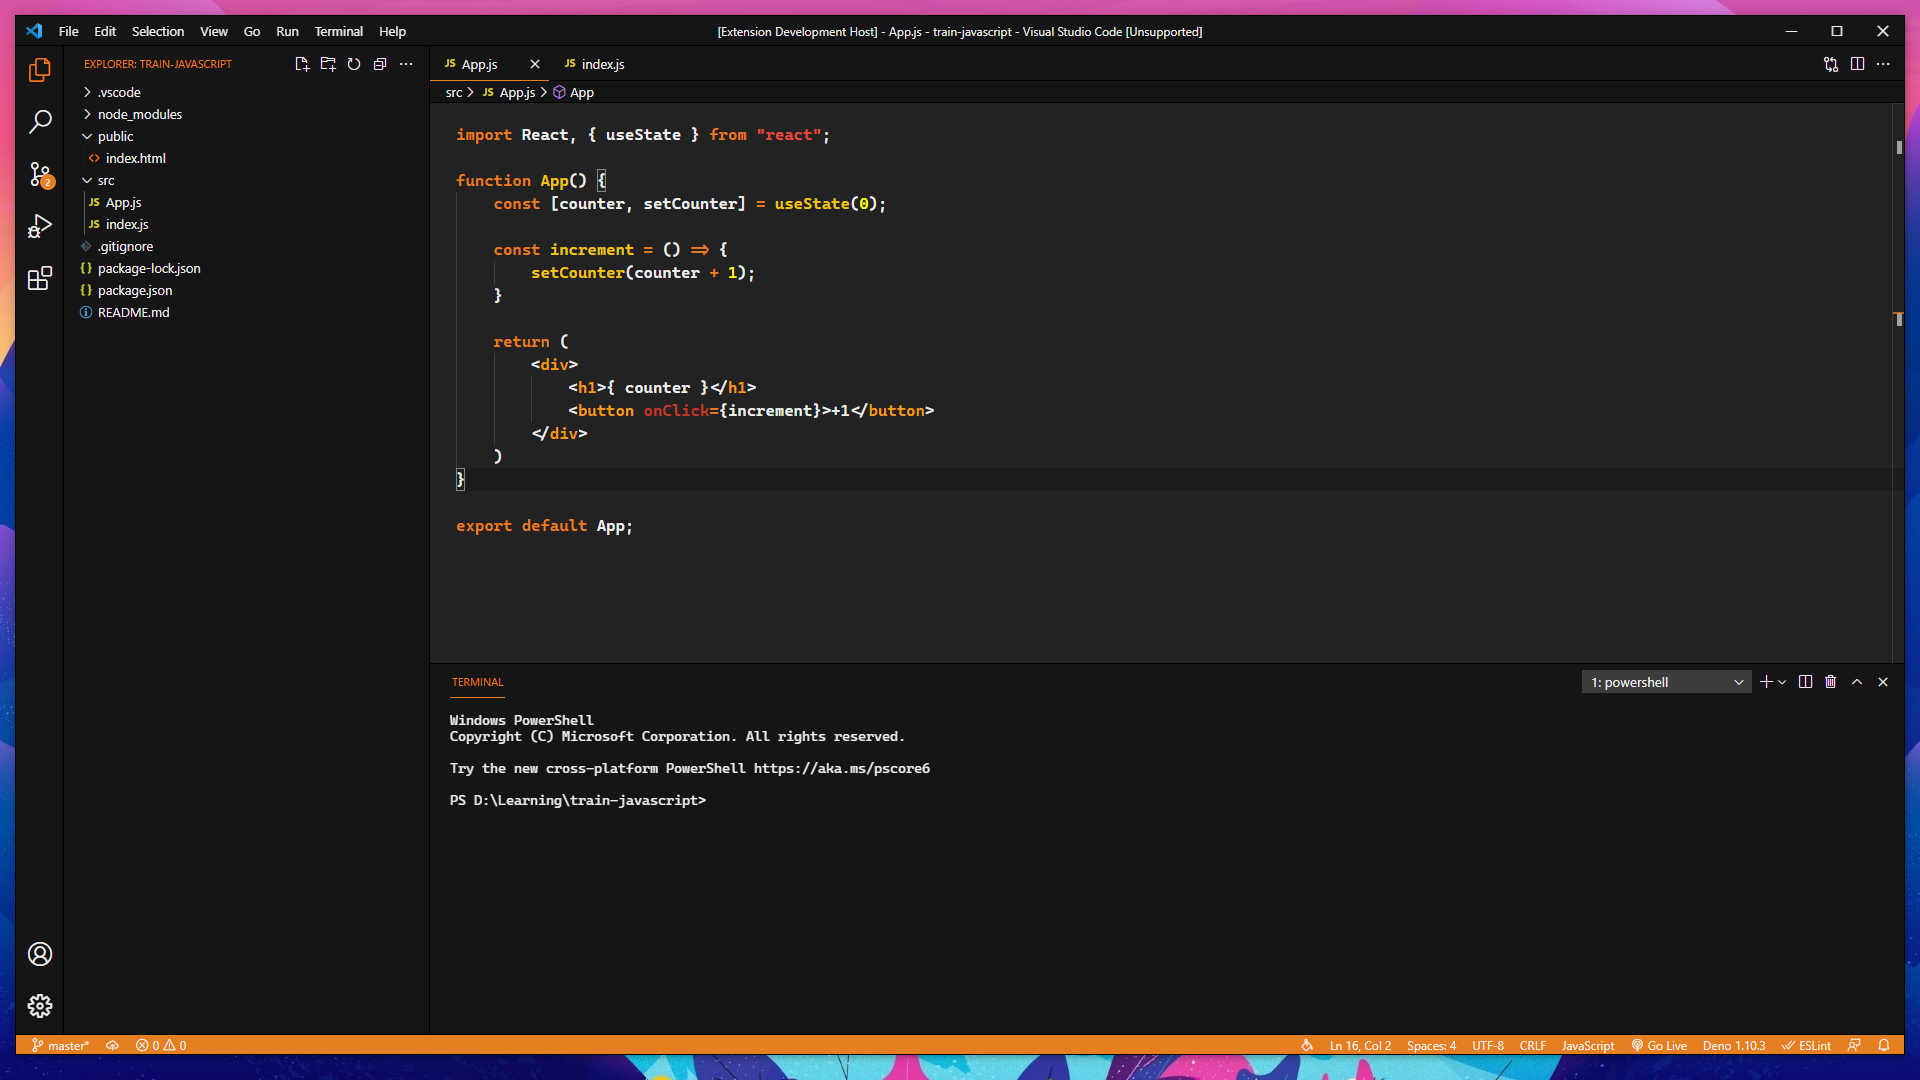 File Edit Selection View Go Run Terminal Help
[Extension Development Host] - App.js - train-javascript - Visual Studio Code [Unsupported]
EXPLORER: TRAIN-JAVASCRIPT
.vscode
node_modules
public
<> index.html
src
JS App.js
JS index.js
.gitignore
{} package-lock.json
{} package.json
README.md
2
JS App.js
JS index.js
src > JS App.js > App
import React, { useState } from "react";
function App() {
const [counter, setCounter] = useState(0);
const increment = () => {
setCounter(counter + 1);
}
return (
<div>
<h1>{ counter }</h1>
<button onClick={increment}>+1</button>
</div>
)
}
export default App;
TERMINAL
1: powershell
Windows PowerShell
Copyright (C) Microsoft Corporation. All rights reserved.
Try the new cross-platform PowerShell https://aka.ms/pscore6
PS D:\Learning\train-javascript>
master* 0 0
Ln 16, Col 2 Spaces: 4 UTF-8 CRLF JavaScript Go Live Deno 1.10.3 ESLint